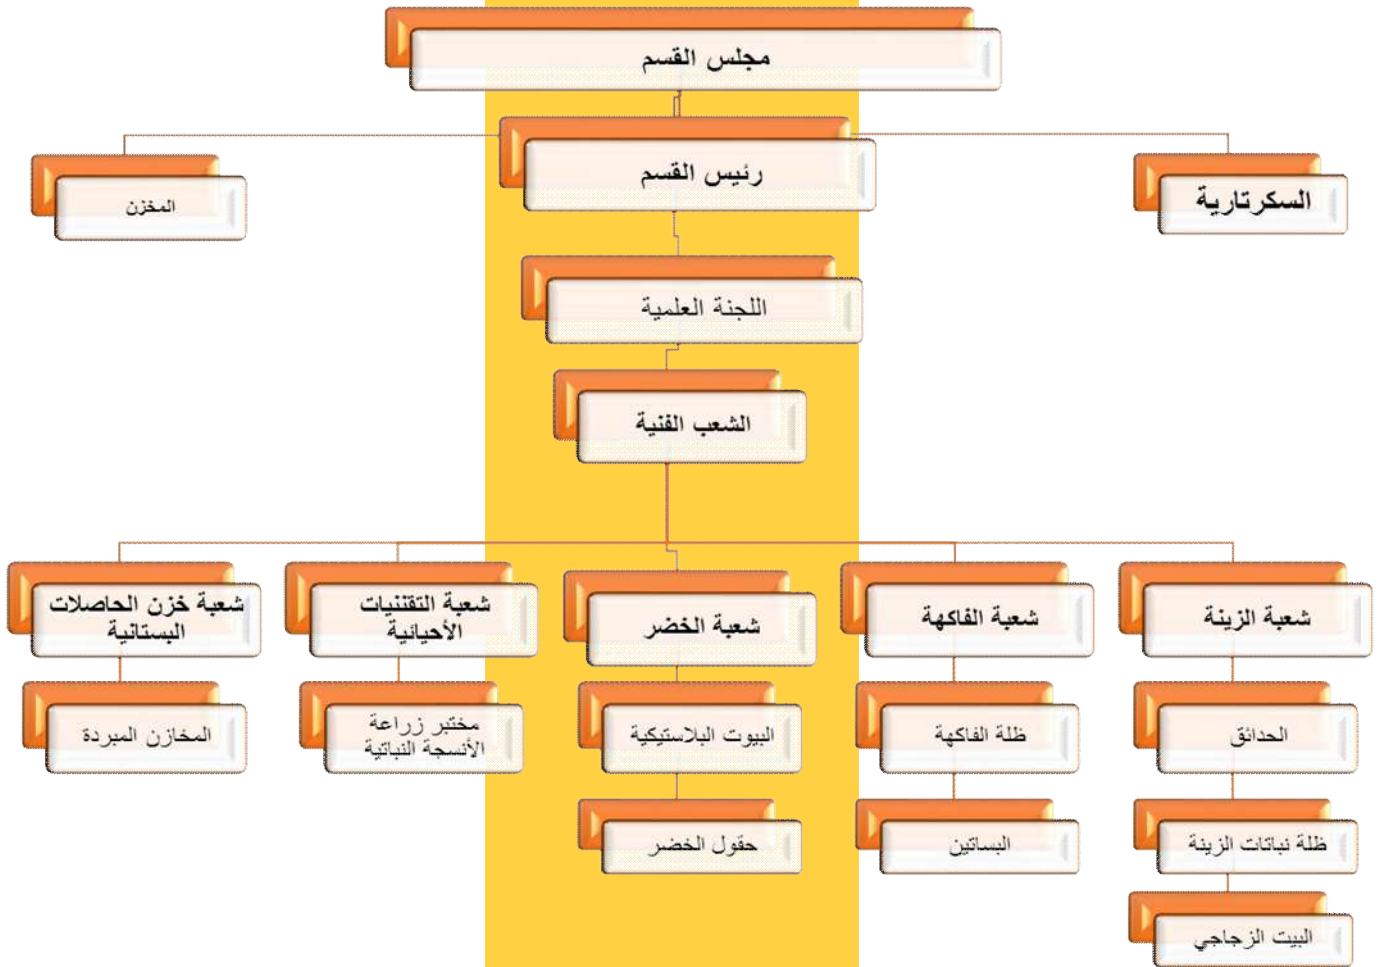 مجلس القسم
رئيس القسم
السكرتارية
المخزن
اللجنة العلمية
الشعب الفنية
شعبة الزينة
شعبة الفاكهة
شعبة الخضر
شعبة التقتنيات
الأحيائية
شعبة خزن الحاصلات
البستانية
الحدائق
ظلة الفاكهة
البيوت البلاستيكية
مختبر زراعة
الأنسجة النباتية
المخازن المبردة
ظلة نباتات الزينة
البساتين
حقول الخضر
البيت الزجاجي